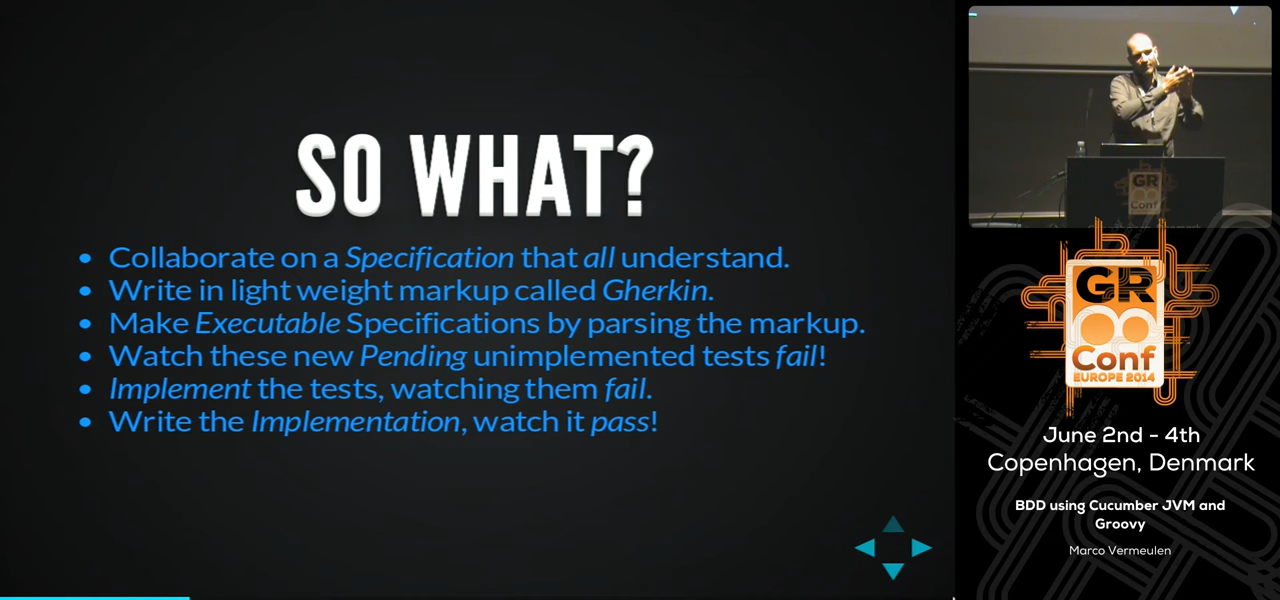 SO WHAT?
• Collaborate on a Specification that all understand.
• Write in light weight markup called Gherkin.
• Make Executable Specifications by parsing the markup.
• Watch these new Pending unimplemented tests fail!
• Implement the tests, watching them fail.
• Write the Implementation, watch it pass!
GR
Conf
GR
Conf
EUROPE 2014
June 2nd - 4th
Copenhagen, Denmark
BDD using Cucumber JVM and
Groovy
Marco Vermeulen